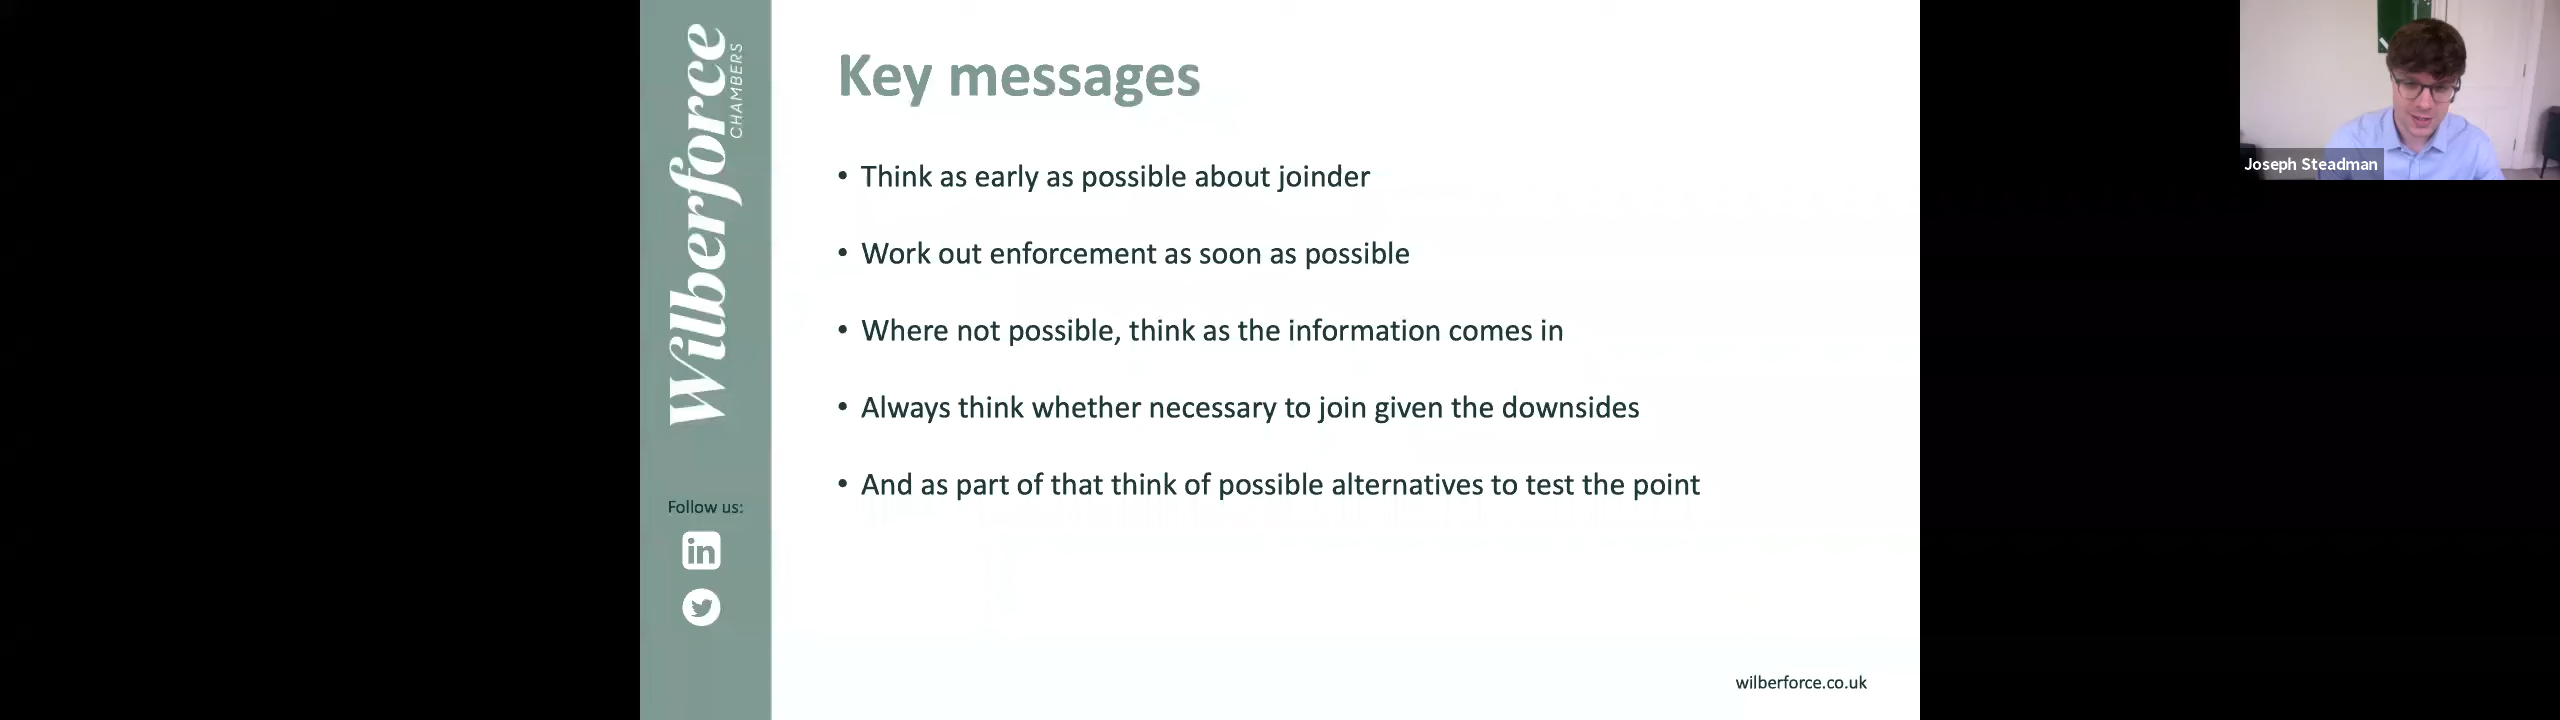 Wilberforce
CHAMBERS
Key messages
• Think as early as possible about joinder
• Work out enforcement as soon as possible
• Where not possible, think as the information comes in
• Always think whether necessary to join given the downsides
• And as part of that think of possible alternatives to test the point
Follow us:
in
wilberforce.co.uk
Joseph Steadman